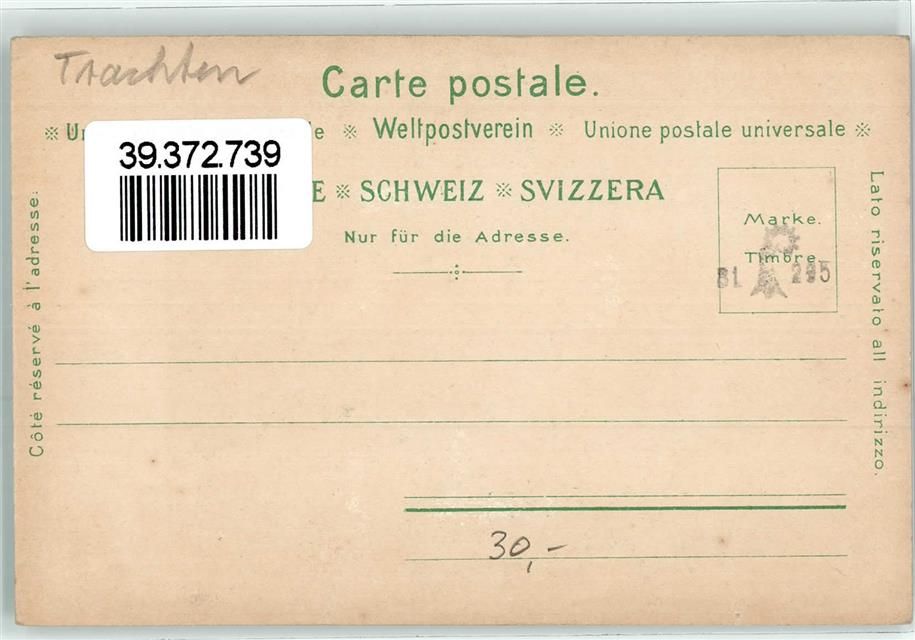 Trachten
Carte postale.
※ Weltpostverein ※ Unione postale universale ※
39.372.739
※ SCHWEIZ ※ SVIZZERA
Nur für die Adresse.
Marke.
Timbre.
295
Côté réservé à l'adresse.
Lato riservato all indirizzo.
30,-